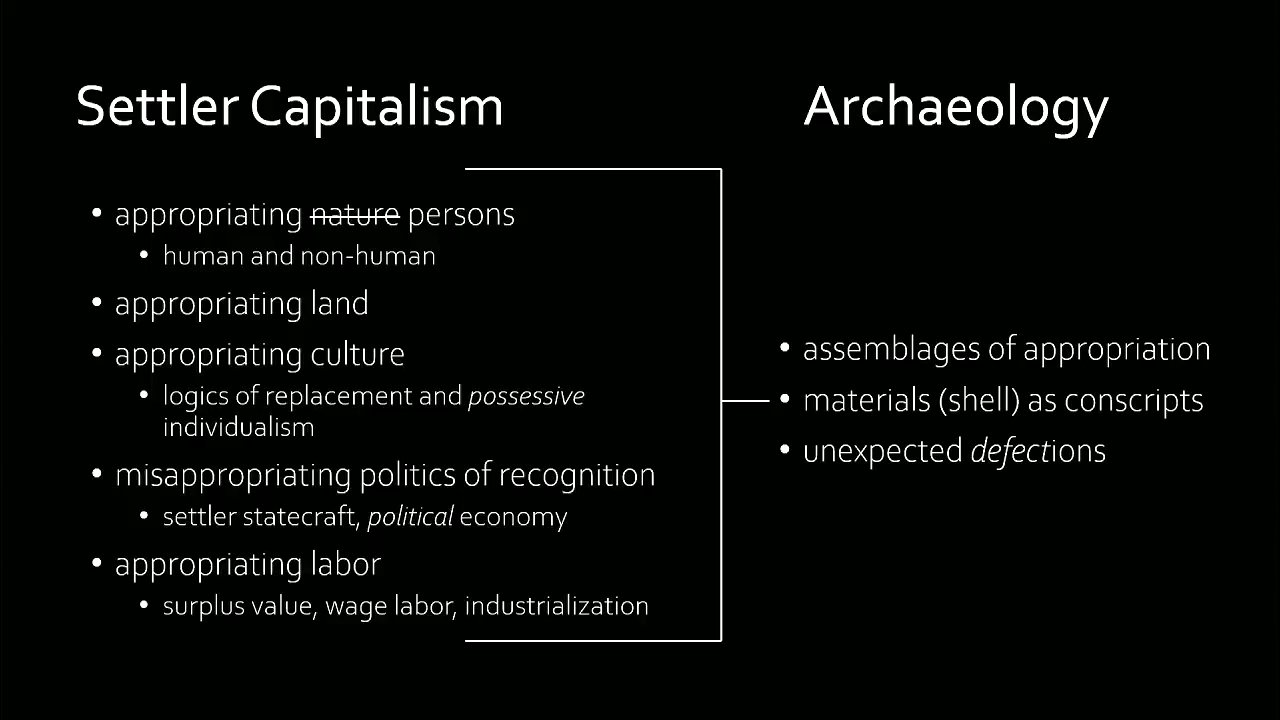 Settler Capitalism
• appropriating nature persons
• human and non-human
• appropriating land
• appropriating culture
• logics of replacement and possessive
individualism
• misappropriating politics of recognition
• settler statecraft, political economy
• appropriating labor
• surplus value, wage labor, industrialization
Archaeology
• assemblages of appropriation
• materials (shell) as conscripts
• unexpected defections